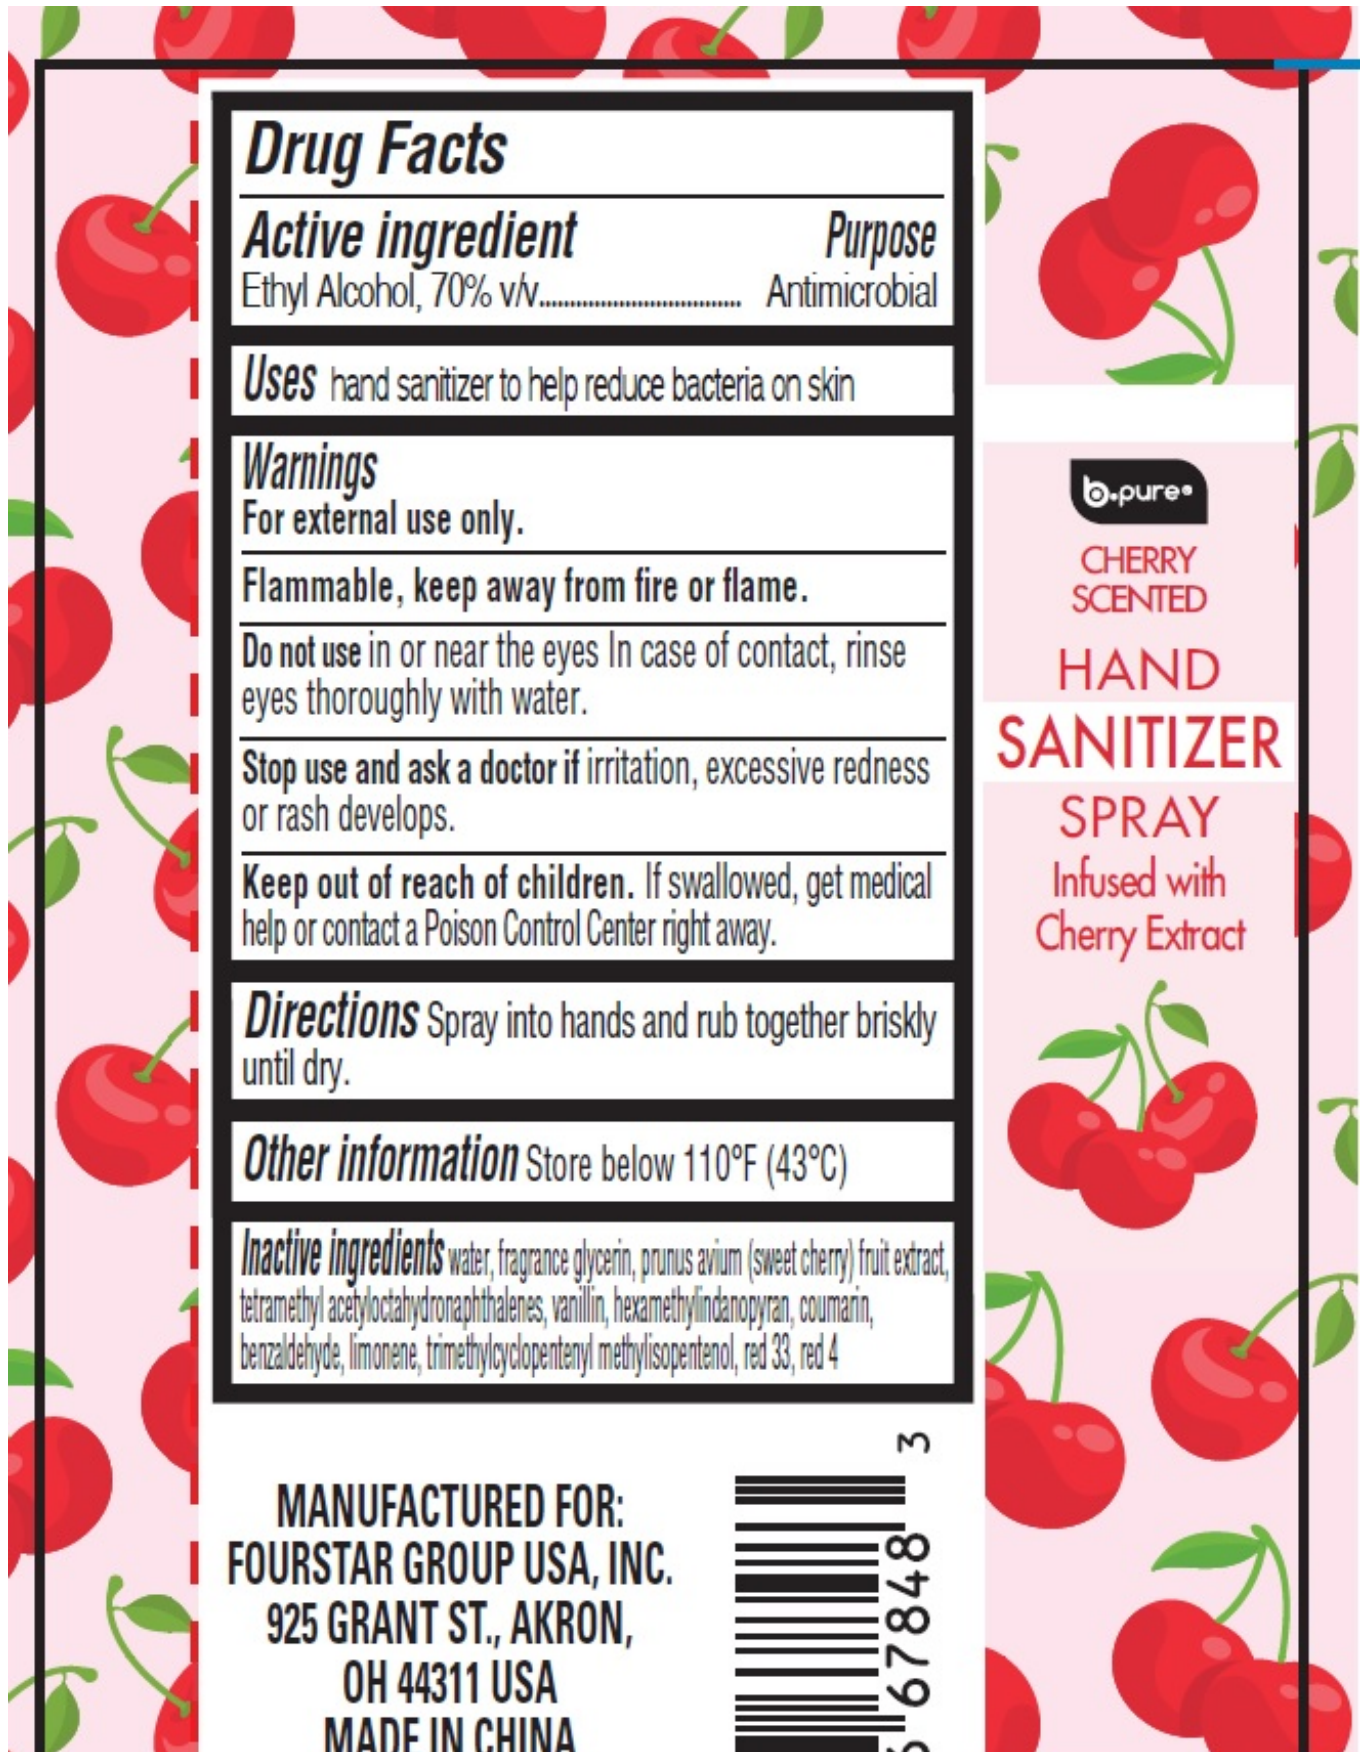 Drug Facts
Active ingredient Purpose
Ethyl Alcohol, 70% v/v................................. Antimicrobial
Uses hand sanitizer to help reduce bacteria on skin
Warnings
For external use only.
Flammable, keep away from fire or flame.
Do not use in or near the eyes In case of contact, rinse
eyes thoroughly with water.
Stop use and ask a doctor if irritation, excessive redness
or rash develops.
Keep out of reach of children. If swallowed, get medical
help or contact a Poison Control Center right away.
Directions Spray into hands and rub together briskly
until dry.
Other information Store below 110°F (43°C)
Inactive ingredients water, fragrance glycerin, prunus avium (sweet cherry) fruit extract,
tetramethyl acetyloctahydronaphthalenes, vanillin, hexamethylindanopyran, coumarin,
benzaldehyde, limonene, trimethylcyclopentenyl methylisopentenol, red 33, red 4
MANUFACTURED FOR:
FOURSTAR GROUP USA, INC.
925 GRANT ST., AKRON,
OH 44311 USA
MADE IN CHINA
67848 3
b.pure®
CHERRY
SCENTED
HAND
SANITIZER
SPRAY
Infused with
Cherry Extract